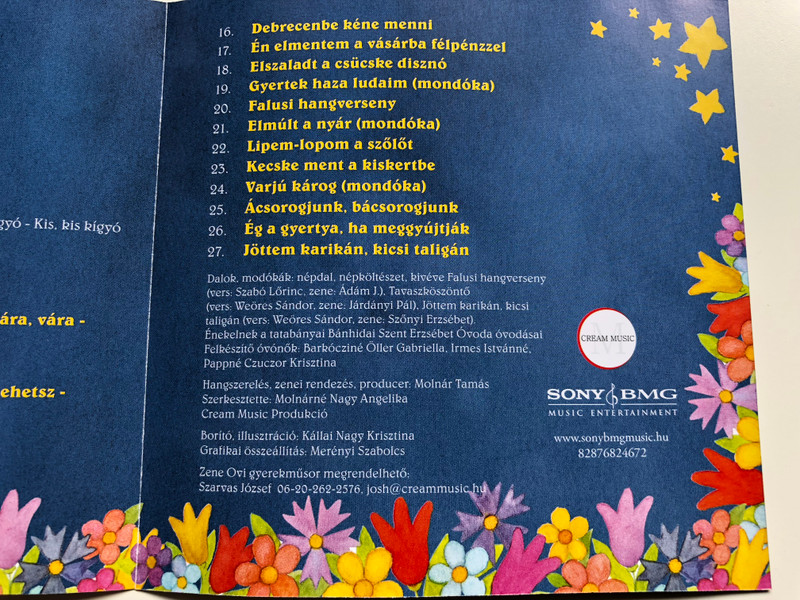 16. Debrecenbe kéne menni
17. Én elmentem a vásárba félpénzzel
18. Elszaladt a csücske disznó
19. Gyertek haza ludaim (mondóka)
20. Falusi hangverseny
21. Elmúlt a nyár (mondóka)
22. Lipem-lopom a szőlőt
23. Kecske ment a kiskertbe
24. Varjú károg (mondóka)
25. Ácsorogjunk, bácsorogjunk
26. Ég a gyertya, ha meggyújtják
27. Jöttem karikán, kicsi taligán
gyó - Kis, kis kígyó
ára, vára -
ehetsz -
Dalok, modókák: népdal, népköltészet, kivéve Falusi hangverseny
(vers: Szabó Lőrinc, zene: Ádám J.), Tavaszköszöntő
(vers: Weöres Sándor, zene: Járdányi Pál), Jöttem karikán, kicsi
taligán (vers: Weöres Sándor, zene: Szőnyi Erzsébet).
Énekelnek a tatabányai Bánhidai Szent Erzsébet Óvoda óvodásai
Felkészítő óvónők: Barkócziné Öller Gabriella, Irmes Istvánné,
Pappné Czuczor Krisztina
Hangszerelés, zenei rendezés, producer: Molnár Tamás
Szerkesztette: Molnárné Nagy Angelika
Cream Music Produkció
Borító, illusztráció: Kállai Nagy Krisztina
Grafikai összeállítás: Merényi Szabolcs
Zene Ovi gyerekműsor megrendelhető:
Szarvas József 06-20-262-2576, josh@creammusic.hu
M
CREAM MUSIC
SONY BMG
MUSIC ENTERTAINMENT
www.sonybmgmusic.hu
82876824672